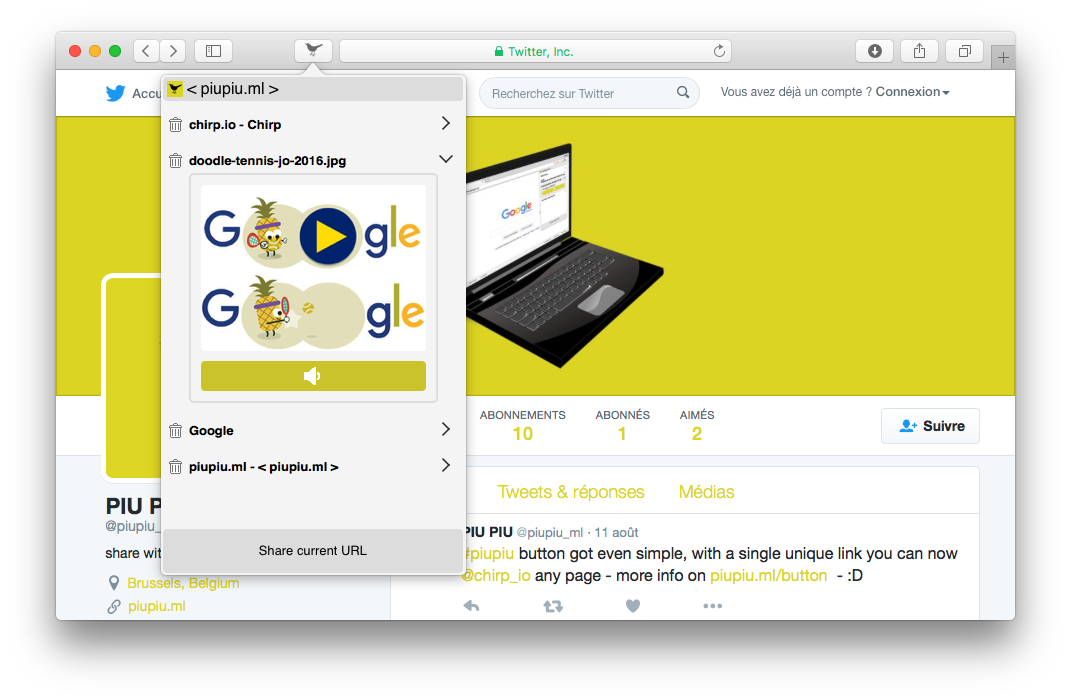 Twitter, Inc.
Accu
Recherchez sur Twitter
Vous avez déjà un compte ? Connexion
< piupiu.ml >
chirp.io - Chirp
doodle-tennis-jo-2016.jpg
Google
G gle
G gle
Google
piupiu.ml - < piupiu.ml >
Share current URL
ABONNEMENTS ABONNÉS AIMÉS
10 1 2
Suivre
PIU P
@piupiu_
share wit
Brussels, Belgium
piupiu.ml
Tweets & réponses Médias
PIU PIU @piupiu_ml · 11 août
#piupiu button got even simple, with a single unique link you can now
@chirp_io any page - more info on piupiu.ml/button - :D